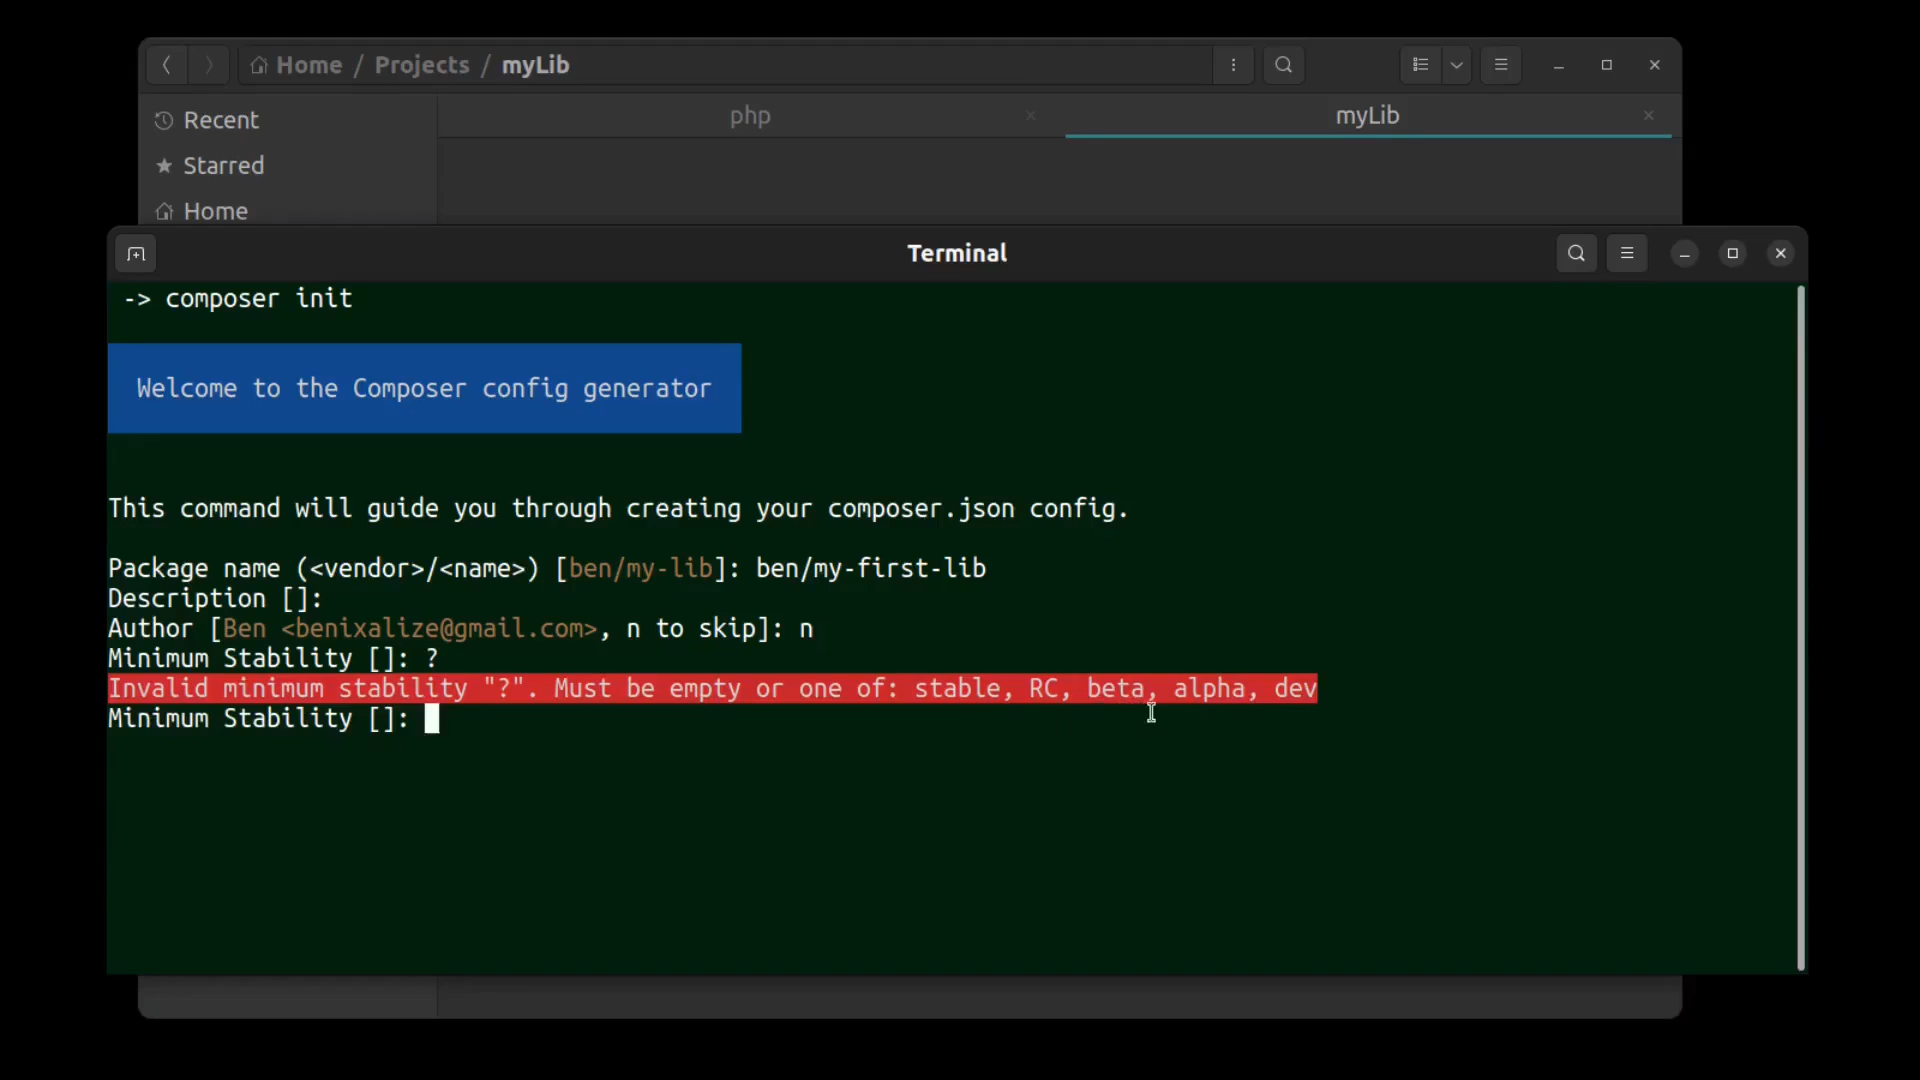 Home / Projects / myLib
Recent
php
myLib
Starred
Home
Terminal
-> composer init
Welcome to the Composer config generator
This command will guide you through creating your composer.json config.
Package name (<vendor>/<name>) [ben/my-lib]: ben/my-first-lib
Description []:
Author [Ben <benixalize@gmail.com>, n to skip]: n
Minimum Stability []: ?
Invalid minimum stability "?". Must be empty or one of: stable, RC, beta, alpha, dev
Minimum Stability []: